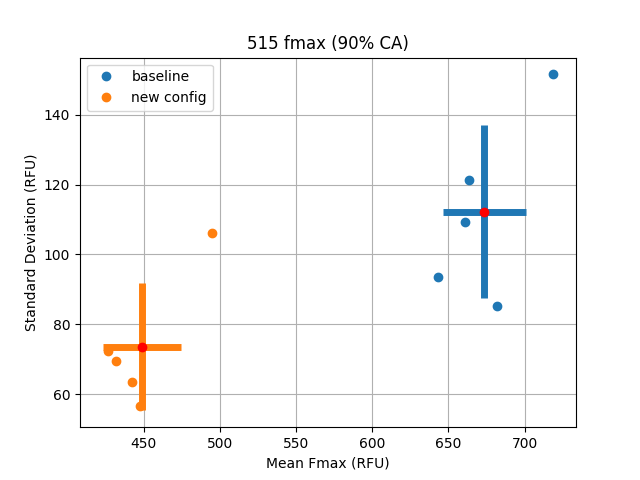 515 fmax (90% CA)
baseline
new config
140
120
100
80
60
Standard Deviation (RFU)
450
500
550
600
650
700
Mean Fmax (RFU)